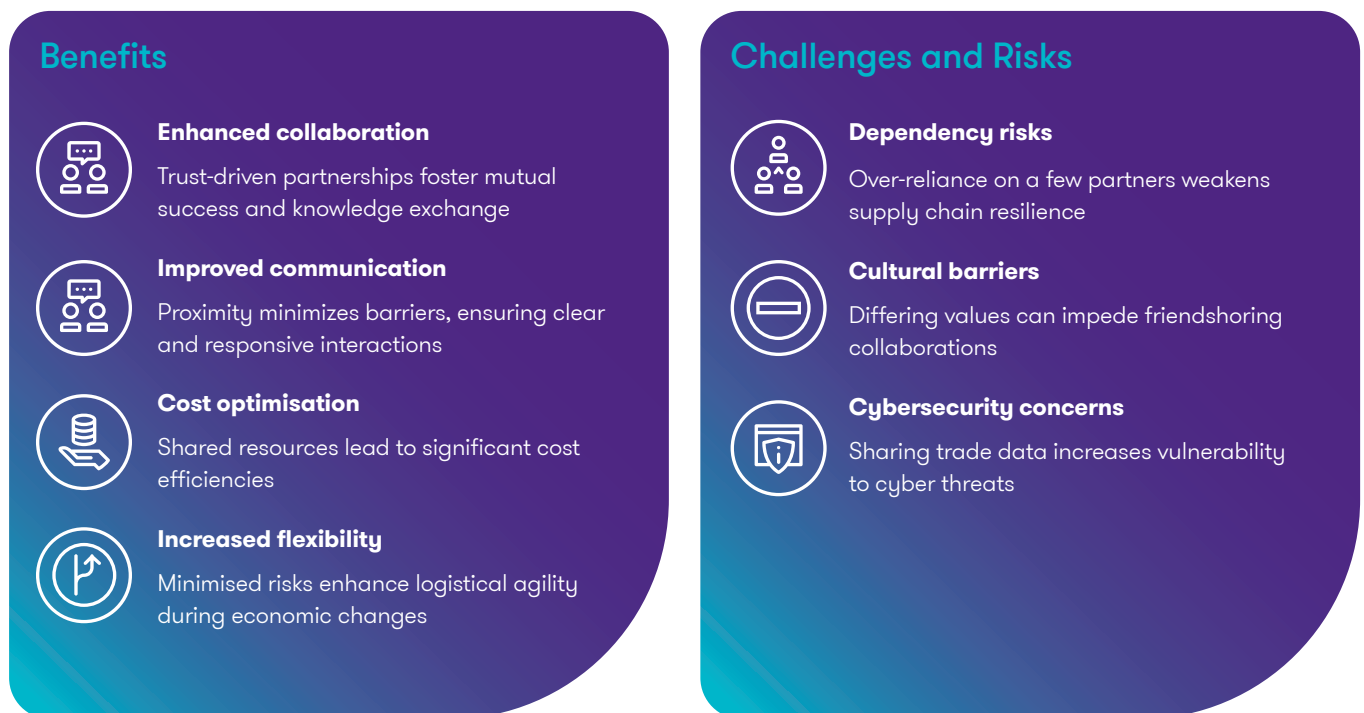 Benefits
Enhanced collaboration
Trust-driven partnerships foster mutual
success and knowledge exchange
Improved communication
Proximity minimizes barriers, ensuring clear
and responsive interactions
Cost optimisation
Shared resources lead to significant cost
efficiencies
Increased flexibility
Minimised risks enhance logistical agility
during economic changes
Challenges and Risks
Dependency risks
Over-reliance on a few partners weakens
supply chain resilience
Cultural barriers
Differing values can impede friendshoring
collaborations
Cybersecurity concerns
Sharing trade data increases vulnerability
to cyber threats